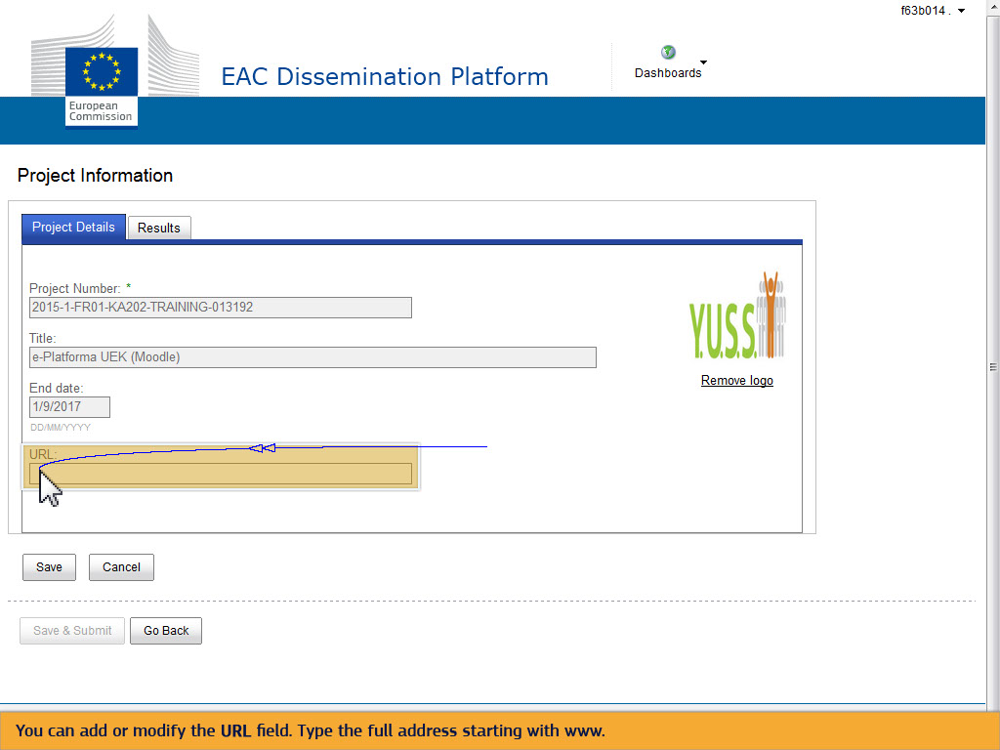 f63b014 .
European
Commission
EAC Dissemination Platform
Dashboards
Project Information
Project Details
Results
Project Number: *
2015-1-FR01-KA202-TRAINING-013192
Title:
e-Platforma UEK (Moodle)
End date:
1/9/2017
DD/MM/YYYY
Y.U.S.S.
Remove logo
URL:
Save
Cancel
Save & Submit
Go Back
You can add or modify the URL field. Type the full address starting with www.